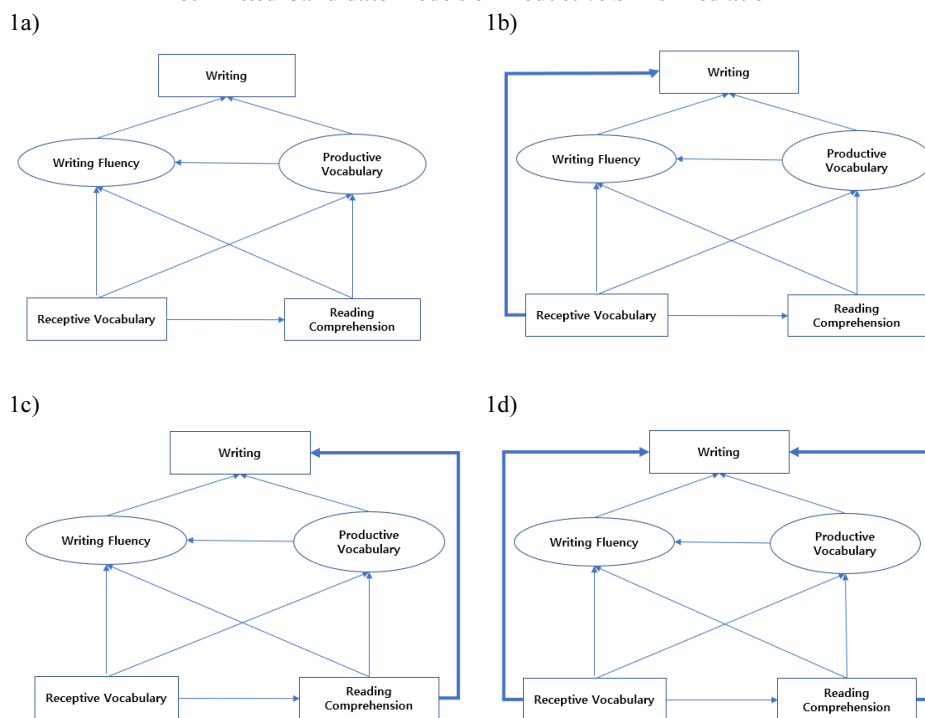 1a)
1b)
Writing
Writing
Writing Fluency
Productive
Vocabulary
Writing Fluency
Productive
Vocabulary
Receptive Vocabulary
Reading
Comprehension
Receptive Vocabulary
Reading
Comprehension
1c)
1d)
Writing
Writing
Writing Fluency
Productive
Vocabulary
Writing Fluency
Productive
Vocabulary
Receptive Vocabulary
Reading
Comprehension
Receptive Vocabulary
Reading
Comprehension